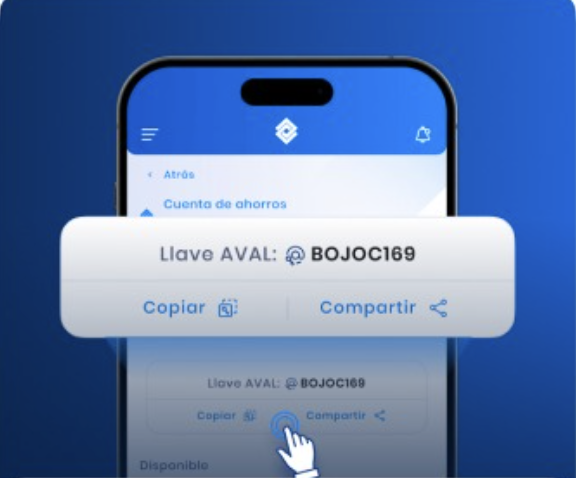 Atrás
Cuenta de ahorros
Llave AVAL: @BOJOC169
Copiar
Compartir
Llave AVAL: @BOJOC169
Copiar
Compartir
Disponible